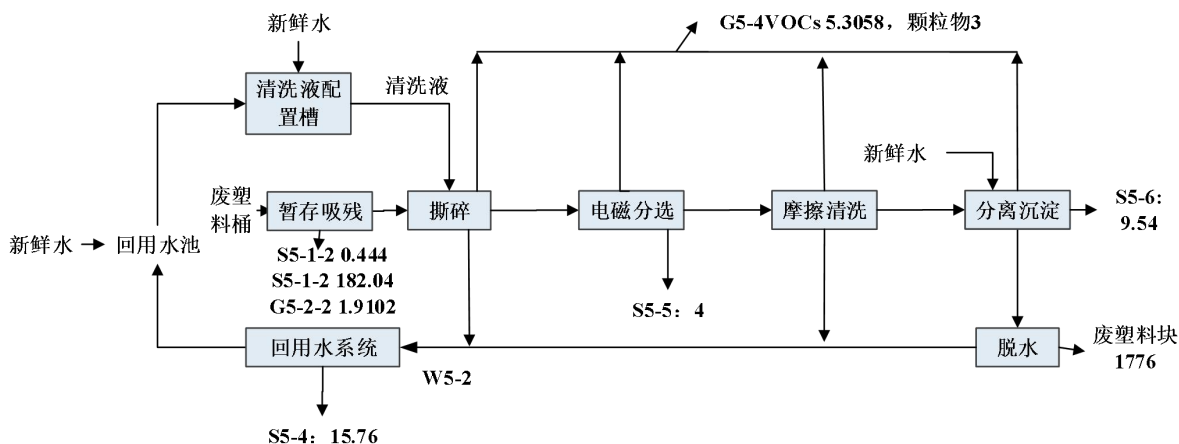 新鲜水
G5-4VOCs 5.3058，颗粒物3
清洗液配
置槽
清洗液
新鲜水
废塑
料桶
暂存吸残
撕碎
电磁分选
摩擦清洗
分离沉淀
S5-6:
9.54
新鲜水
回用水池
S5-1-2 0.444
S5-1-2 182.04
G5-2-2 1.9102
S5-5：4
回用水系统
W5-2
脱水
废塑料块
1776
S5-4：15.76